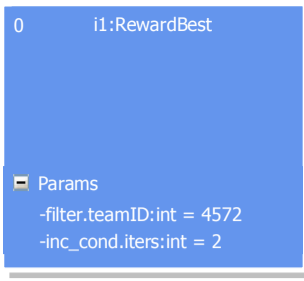 0 i1:RewardBest
Params
-filter.teamID:int = 4572
-inc_cond.iters:int = 2